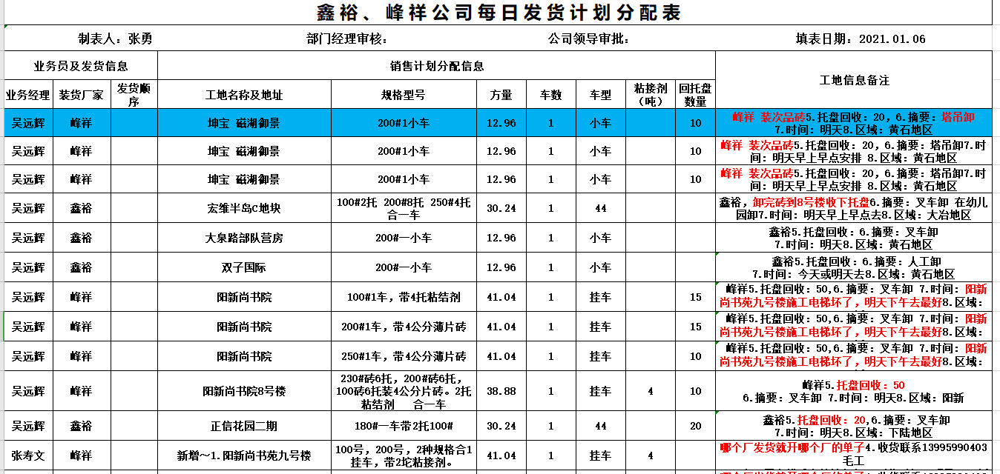 鑫裕、峰祥公司每日发货计划分配表
制表人：张勇 部门经理审核： 公司领导审批： 填表日期：2021.01.06
业务员及发货信息 销售计划分配信息 工地信息备注
业务经理 装货厂家 发货顺序 工地名称及地址 规格型号 方量 车数 车型 粘接剂（吨） 回托盘数量
吴远辉 峰祥 坤宝 磁湖御景 200#1小车 12.96 1 小车 10 峰祥 装次品砖5.托盘回收：20，6.摘要：塔吊卸
7.时间：明天8.区域：黄石地区
吴远辉 峰祥 坤宝 磁湖御景 200#1小车 12.96 1 小车 10 峰祥 装次品砖5.托盘回收：20，6.摘要：塔吊卸7.时
间：明天早上早点安排 8.区域：黄石地区
吴远辉 峰祥 坤宝 磁湖御景 200#1小车 12.96 1 小车 10 峰祥 装次品砖5.托盘回收：20，6.摘要：塔吊卸7.时
间：明天早上早点安排 8.区域：黄石地区
吴远辉 鑫裕 宏维半岛C地块 100#2托 200#8托 250#4托
合一车 30.24 1 44 鑫裕，卸完砖到8号楼收下托盘6.摘要：叉车卸 在幼儿
园卸7.时间：明天早上早点去8.区域：大冶地区
吴远辉 鑫裕 大泉路部队营房 200#一小车 12.96 1 小车 鑫裕5.托盘回收：6.摘要：叉车卸
7.时间：明天8.区域：黄石地区
吴远辉 鑫裕 双子国际 200#一小车 12.96 1 小车 鑫裕5.托盘回收：6.摘要：人工卸
7.时间：今天或明天去8.区域：黄石地区
吴远辉 峰祥 阳新尚书院 100#1车，带4托粘结剂 41.04 1 挂车 15 峰祥5.托盘回收：50,6.摘要：叉车卸 7.时间：阳新
尚书苑九号楼施工电梯坏了，明天下午去最好8.区域：
吴远辉 峰祥 阳新尚书院 200#1车，带4公分薄片砖 41.04 1 挂车 15 峰祥5.托盘回收：50,6.摘要：叉车卸 7.时间：阳新
尚书苑九号楼施工电梯坏了，明天下午去最好8.区域：
吴远辉 峰祥 阳新尚书院 250#1车，带4公分薄片砖 41.04 1 挂车 10 峰祥5.托盘回收：50,6.摘要：叉车卸 7.时间：阳新
尚书苑九号楼施工电梯坏了，明天下午去最好8.区域：
吴远辉 峰祥 阳新尚书院8号楼 230#砖6托，200#砖6托，
100砖6托装4公分片砖。2托
粘结剂 合一车 38.88 1 挂车 4 10 峰祥5.托盘回收：50
6.摘要：叉车卸 7.时间：明天8.区域：阳新
吴远辉 鑫裕 正信花园二期 180#一车带2托100# 30.24 1 44 20 鑫裕5.托盘回收：20,6.摘要：叉车卸
7.时间：明天8.区域：下陆地区
张寿文 峰祥 新增～1.阳新尚书苑九号楼 100号，200号，2种规格合1
挂车，带2坨粘接剂。 41.04 1 挂车 4 哪个厂发货就开哪个厂的单子4.收货联系13995990403
毛工